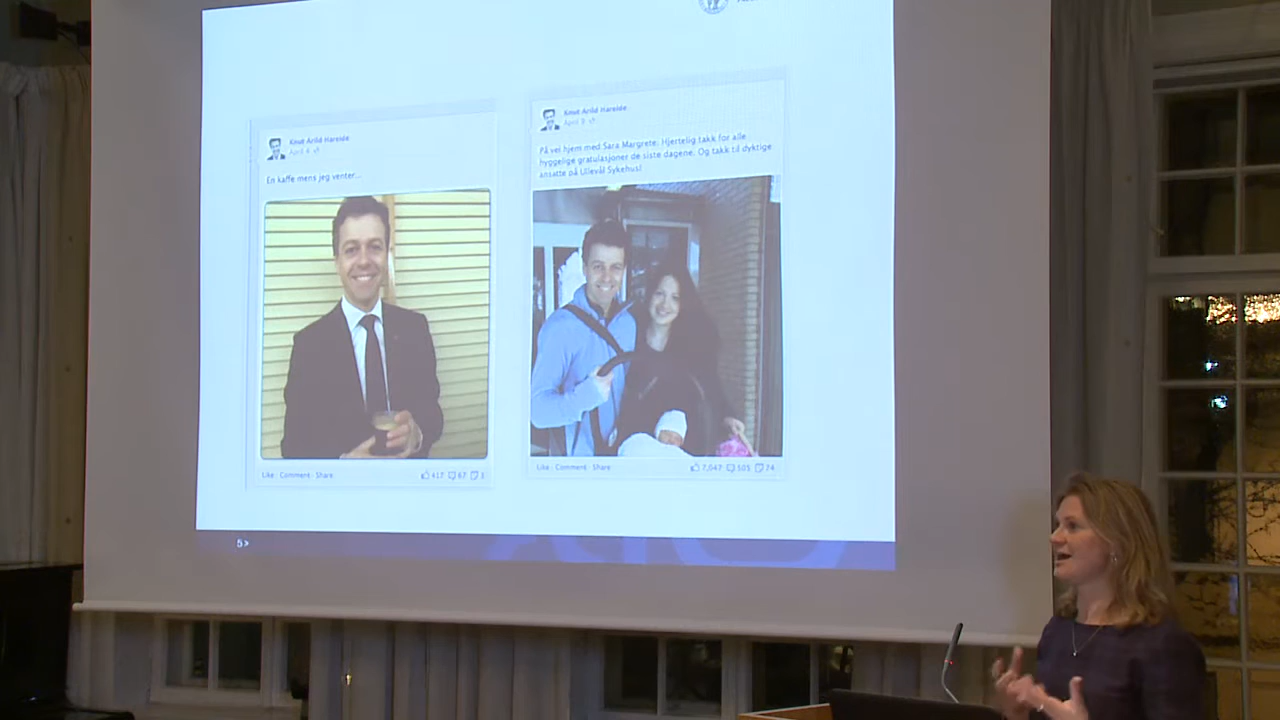 Knut Arild Hareide
April 4
En kaffe mens jeg venter...
Like · Comment · Share
417 67 3
Knut Arild Hareide
April 9
På vei hjem med Sara Margrete. Hjertelig takk for alle
hyggelige gratulasjoner de siste dagene. Og takk til dyktige
ansatte på Ullevål Sykehus!
Like · Comment · Share
7,047 503 74
5 >